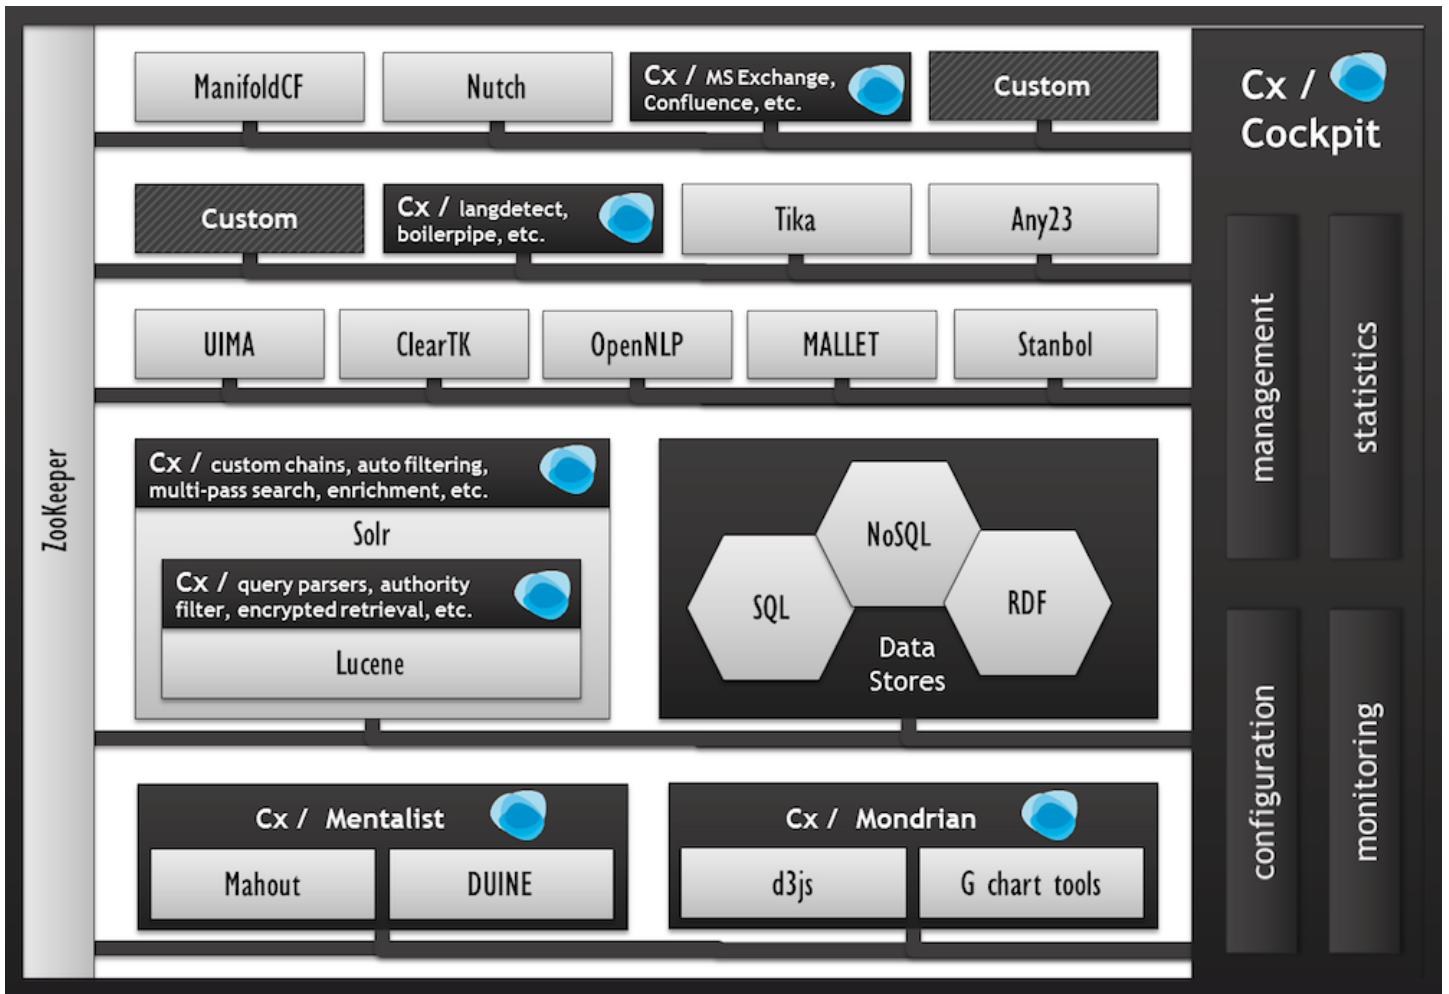 ManifoldCF
Nutch
Cx / MS Exchange,
Confluence, etc.
Custom
Cx /
Cockpit
Custom
Cx / langdetect,
boilerpipe, etc.
Tika
Any23
UIMA
ClearTK
OpenNLP
MALLET
Stanbol
management
statistics
ZooKeeper
Cx / custom chains, auto filtering,
multi-pass search, enrichment, etc.
Solr
Cx / query parsers, authority
filter, encrypted retrieval, etc.
Lucene
NoSQL
SQL
RDF
Data
Stores
configuration
monitoring
Cx / Mentalist
Mahout
DUINE
Cx / Mondrian
d3js
G chart tools